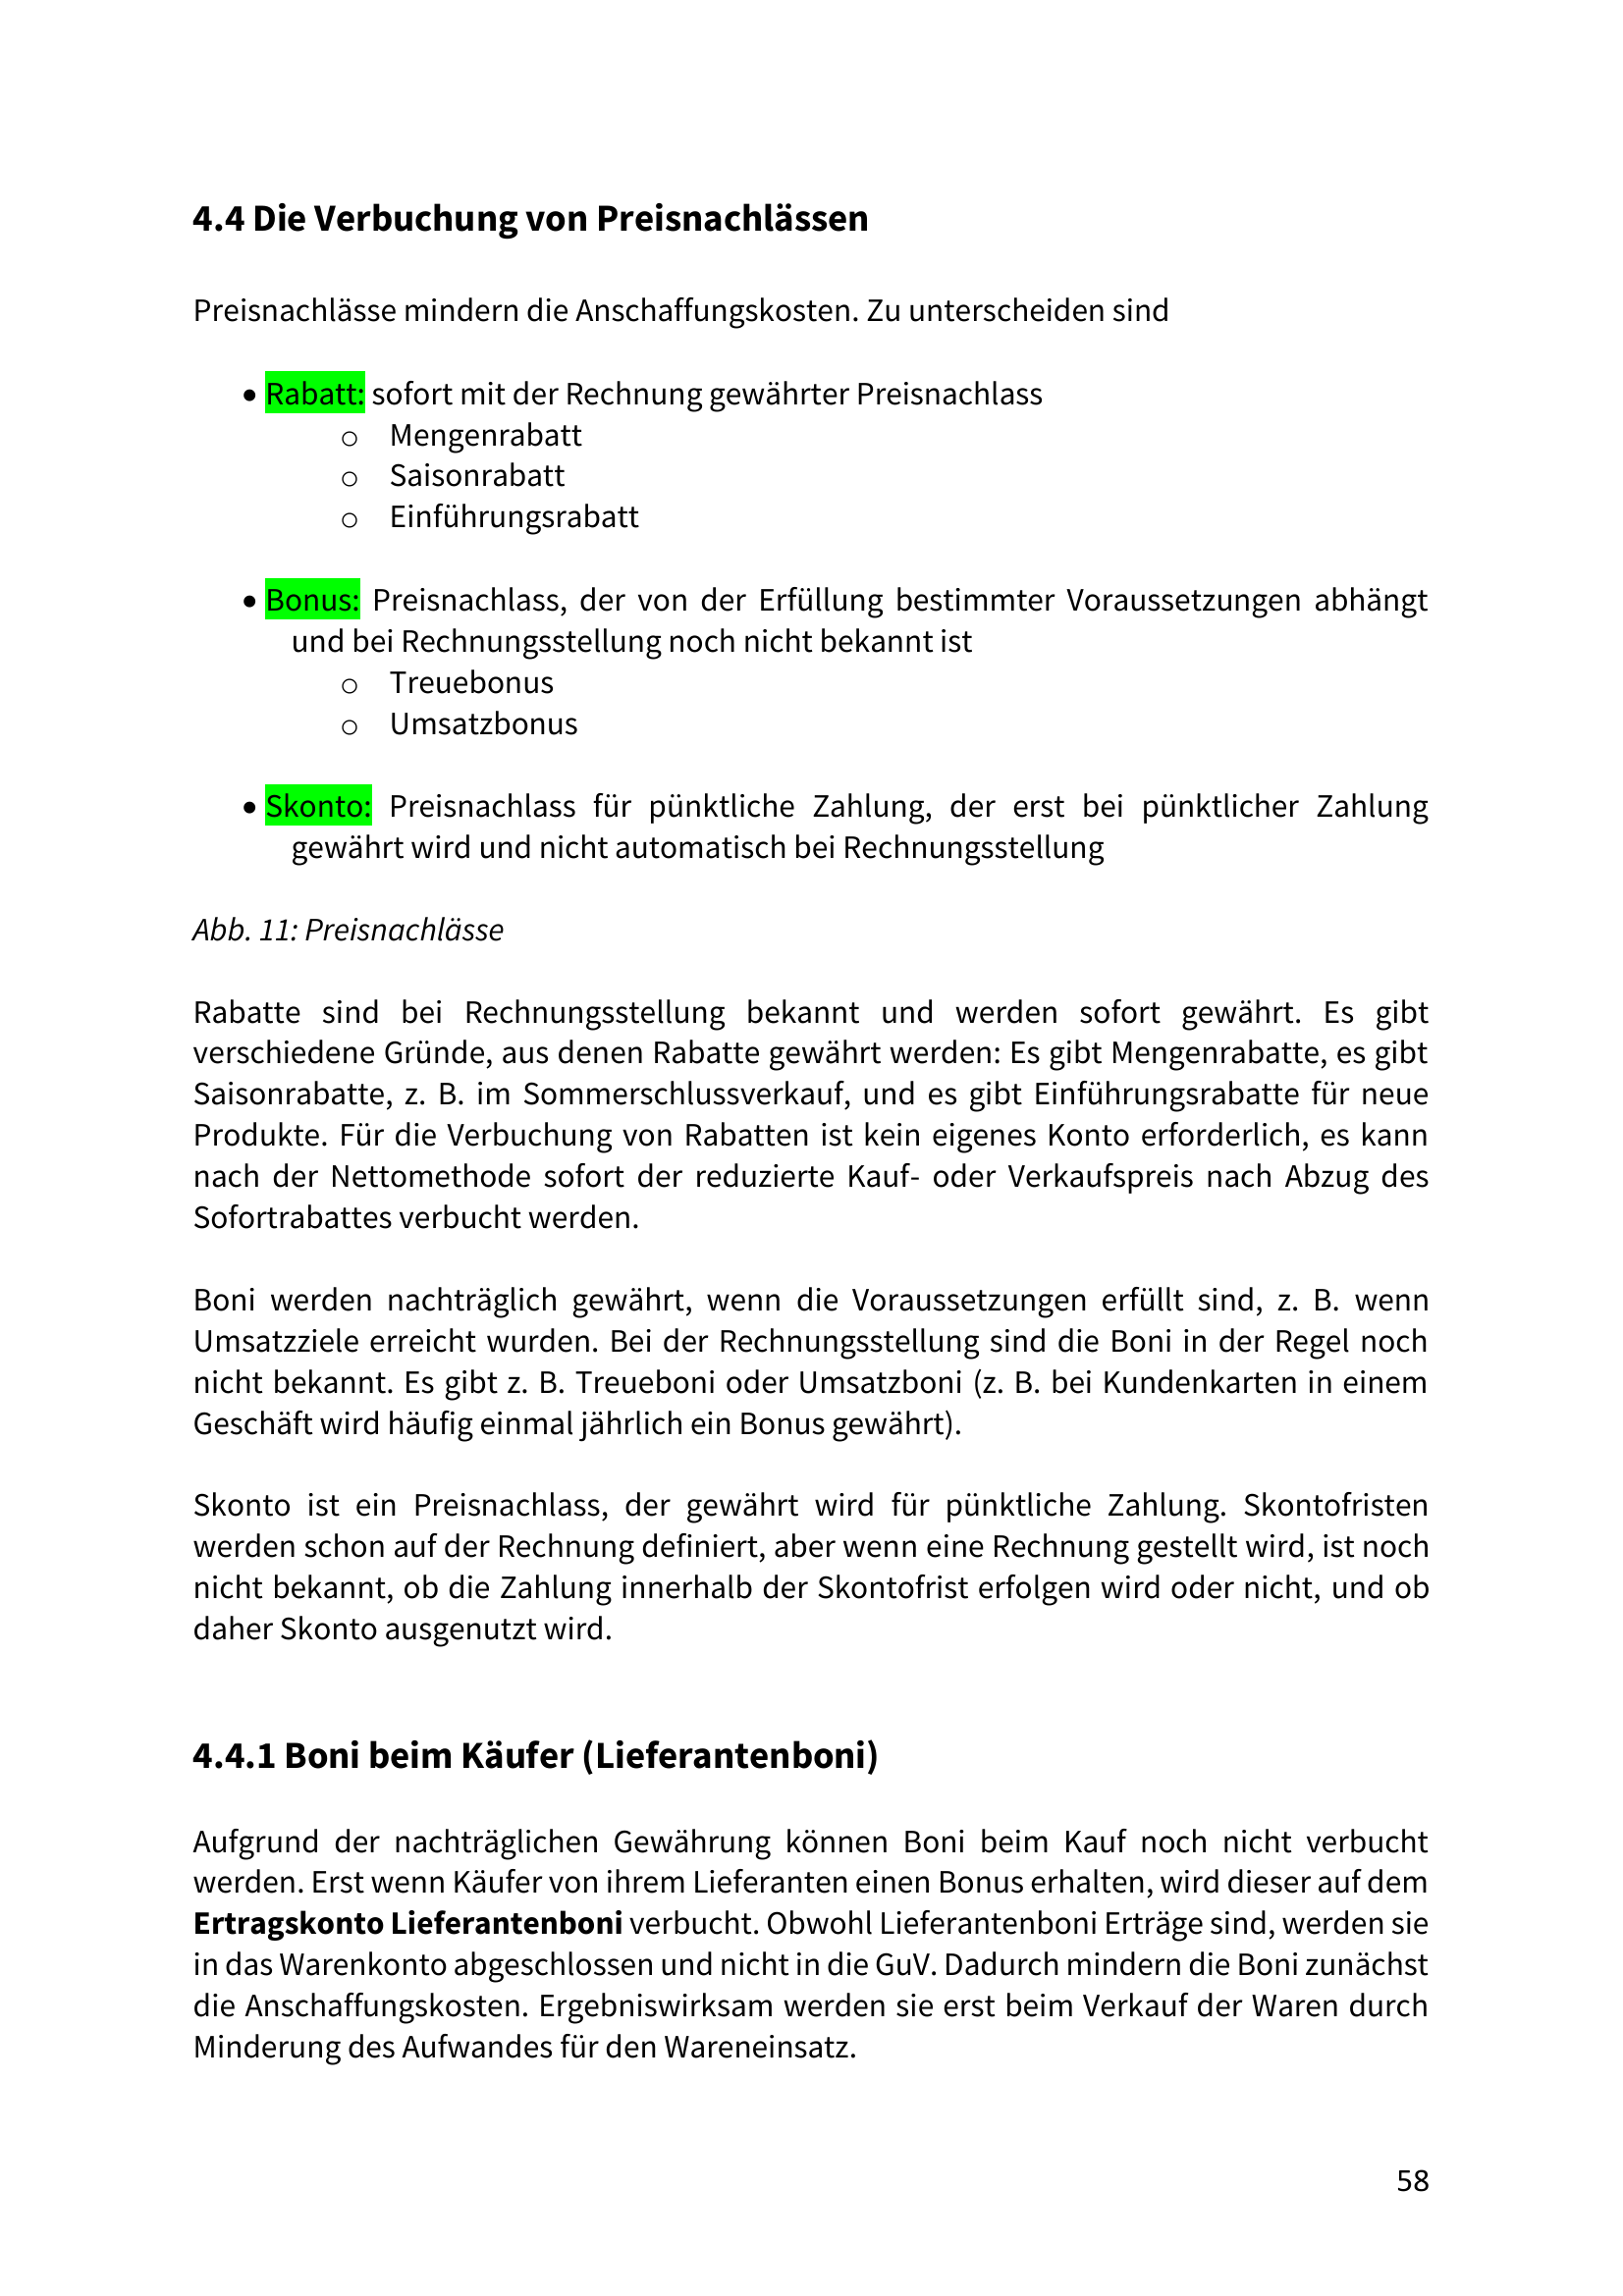 4.4 Die Verbuchung von Preisnachlässen
Preisnachlässe mindern die Anschaffungskosten. Zu unterscheiden sind
• Rabatt: sofort mit der Rechnung gewährter Preisnachlass
o Mengenrabatt
o Saisonrabatt
o Einführungsrabatt
• Bonus: Preisnachlass, der von der Erfüllung bestimmter Voraussetzungen abhängt
und bei Rechnungsstellung noch nicht bekannt ist
o Treuebonus
o Umsatzbonus
• Skonto: Preisnachlass für pünktliche Zahlung, der erst bei pünktlicher Zahlung
gewährt wird und nicht automatisch bei Rechnungsstellung
Abb. 11: Preisnachlässe
Rabatte sind bei Rechnungsstellung bekannt und werden sofort gewährt. Es gibt
verschiedene Gründe, aus denen Rabatte gewährt werden: Es gibt Mengenrabatte, es gibt
Saisonrabatte, z. B. im Sommerschlussverkauf, und es gibt Einführungsrabatte für neue
Produkte. Für die Verbuchung von Rabatten ist kein eigenes Konto erforderlich, es kann
nach der Nettomethode sofort der reduzierte Kauf- oder Verkaufspreis nach Abzug des
Sofortrabattes verbucht werden.
Boni werden nachträglich gewährt, wenn die Voraussetzungen erfüllt sind, z. B. wenn
Umsatzziele erreicht wurden. Bei der Rechnungsstellung sind die Boni in der Regel noch
nicht bekannt. Es gibt z. B. Treueboni oder Umsatzboni (z. B. bei Kundenkarten in einem
Geschäft wird häufig einmal jährlich ein Bonus gewährt).
Skonto ist ein Preisnachlass, der gewährt wird für pünktliche Zahlung. Skontofristen
werden schon auf der Rechnung definiert, aber wenn eine Rechnung gestellt wird, ist noch
nicht bekannt, ob die Zahlung innerhalb der Skontofrist erfolgen wird oder nicht, und ob
daher Skonto ausgenutzt wird.
4.4.1 Boni beim Käufer (Lieferantenboni)
Aufgrund der nachträglichen Gewährung können Boni beim Kauf noch nicht verbucht
werden. Erst wenn Käufer von ihrem Lieferanten einen Bonus erhalten, wird dieser auf dem
Ertragskonto Lieferantenboni verbucht. Obwohl Lieferantenboni Erträge sind, werden sie
in das Warenkonto abgeschlossen und nicht in die GuV. Dadurch mindern die Boni zunächst
die Anschaffungskosten. Ergebniswirksam werden sie erst beim Verkauf der Waren durch
Minderung des Aufwandes für den Wareneinsatz.
58